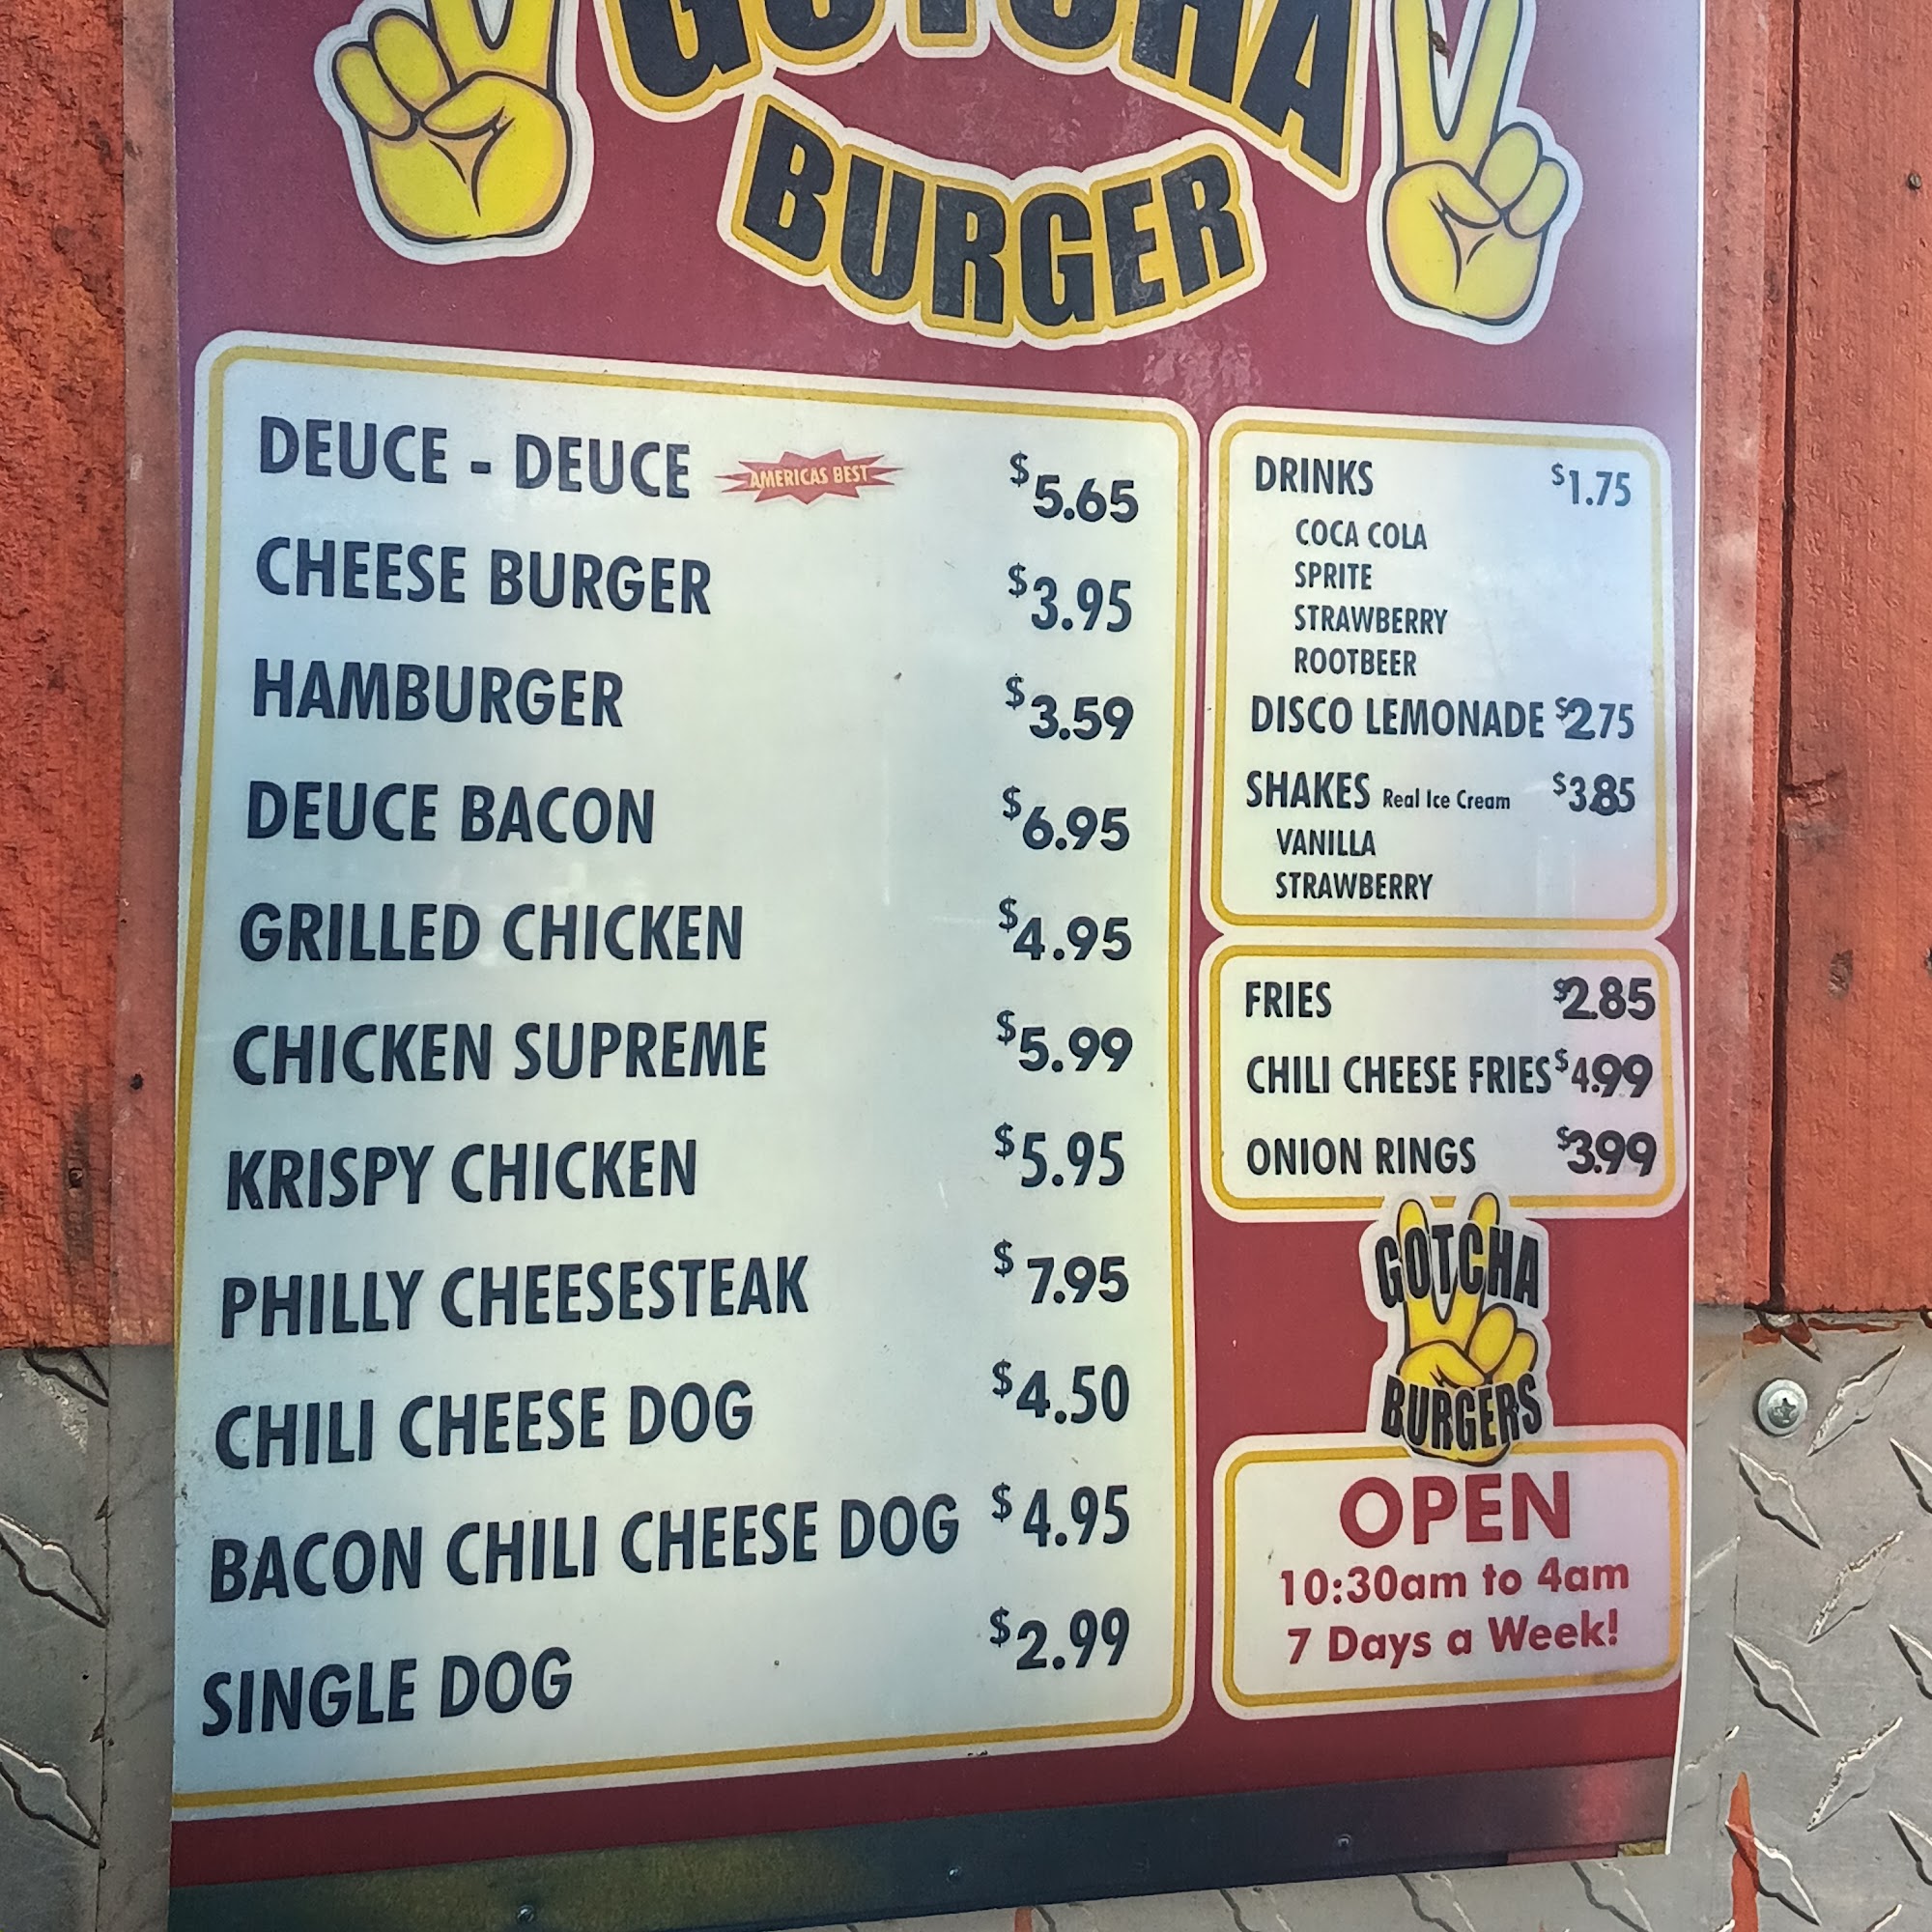 GOTCHA
BURGER
DEUCE - DEUCE AMERICAS BEST $5.65
CHEESE BURGER $3.95
HAMBURGER $3.59
DEUCE BACON $6.95
GRILLED CHICKEN $4.95
CHICKEN SUPREME $5.99
KRISPY CHICKEN $5.95
PHILLY CHEESESTEAK $7.95
CHILI CHEESE DOG $4.50
BACON CHILI CHEESE DOG $4.95
SINGLE DOG $2.99
DRINKS $1.75
COCA COLA
SPRITE
STRAWBERRY
ROOTBEER
DISCO LEMONADE $2.75
SHAKES Real Ice Cream $3.85
VANILLA
STRAWBERRY
FRIES $2.85
CHILI CHEESE FRIES $4.99
ONION RINGS $3.99
GOTCHA
BURGERS
OPEN
10:30am to 4am
7 Days a Week!